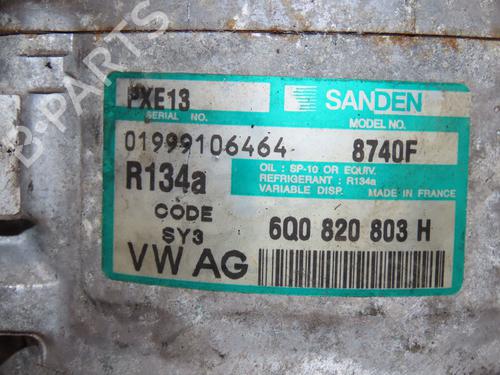 B-PARTS
PXE13
SANDEN
SERIAL NO.
MODEL NO.
01999106464
8740F
R134a
OIL : SP-10 OR EQUIV.
REFRIGERANT : R134a
VARIABLE DISP. MADE IN FRANCE
CODE
SY3
6Q0 820 803 H
VW AG